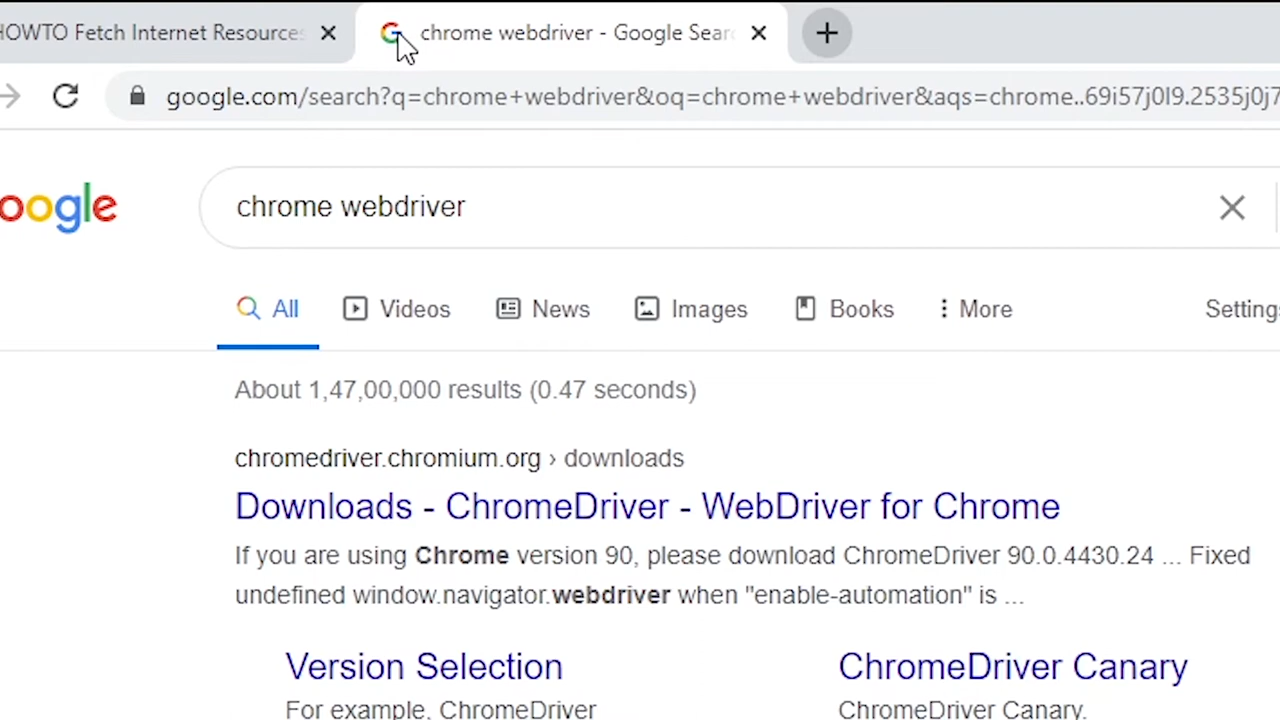 HOWTO Fetch Internet Resources
chrome webdriver - Google Sear
google.com/search?q=chrome+webdriver&oq=chrome+webdriver&aqs=chrome..69i57j0l9.2535j0j7
oogle
chrome webdriver
All Videos News Images Books More Settings
About 1,47,00,000 results (0.47 seconds)
chromedriver.chromium.org › downloads
Downloads - ChromeDriver - WebDriver for Chrome
If you are using Chrome version 90, please download ChromeDriver 90.0.4430.24 ... Fixed
undefined window.navigator.webdriver when "enable-automation" is ...
Version Selection ChromeDriver Canary
For example, ChromeDriver ChromeDriver Canary.